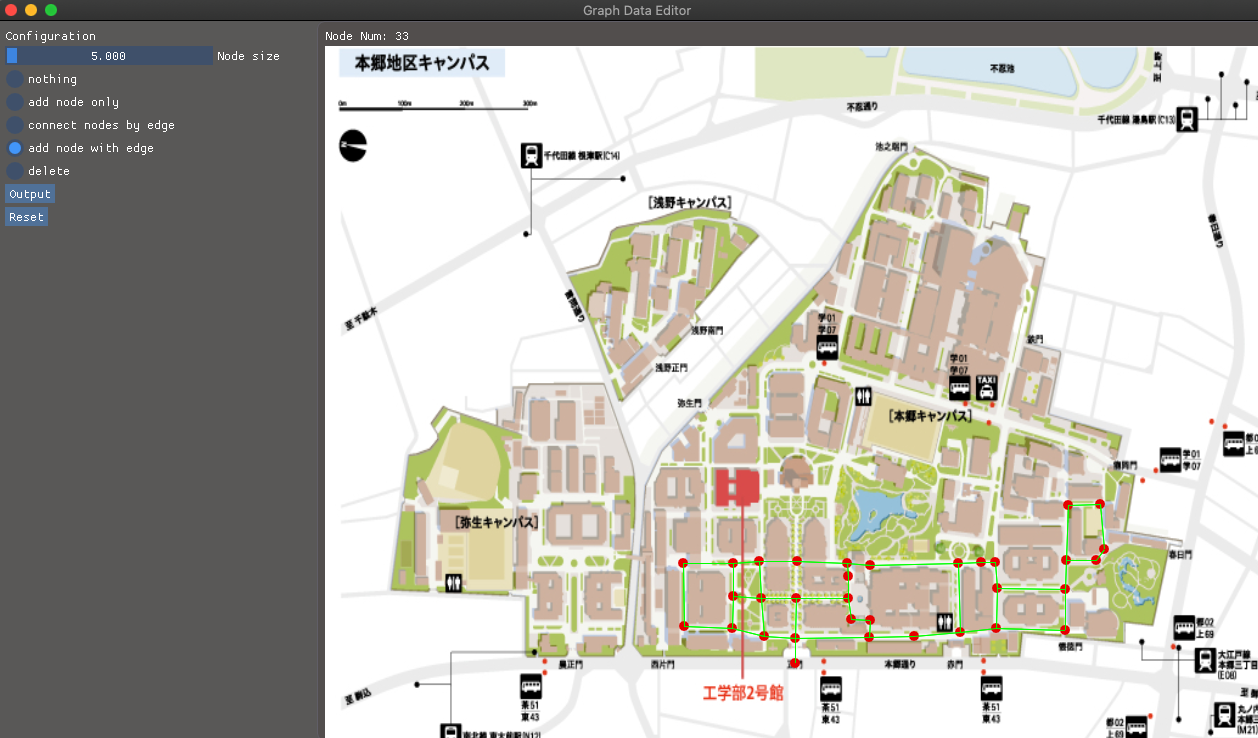 Graph Data Editor
Configuration
5.000 Node size
nothing
add node only
connect nodes by edge
add node with edge
delete
Output
Reset
Node Num: 33
本郷地区キャンパス
0m 100m 200m 300m
不忍池
不忍通り
千代田線 湯島駅(C13)
千代田線 根津駅(C14)
池之端門
[浅野キャンパス]
春日通り
言問通り
至 千駄木
学01
学07
浅野南門
鉄門
学01
学07
TAXI
浅野正門
弥生門
[本郷キャンパス]
都0
上6
学01
学07
龍岡門
[弥生キャンパス]
春日門
都02
上69
農正門
西片門
正門
本郷通り
赤門
懐徳門
大江戸線
本郷三丁目
(E08)
至 駒込
工学部2号館
茶51
東43
茶51
東43
茶51
東43
都02
上69
丸ノ内
本郷三
(M21)
南北線 東大前駅(N12)